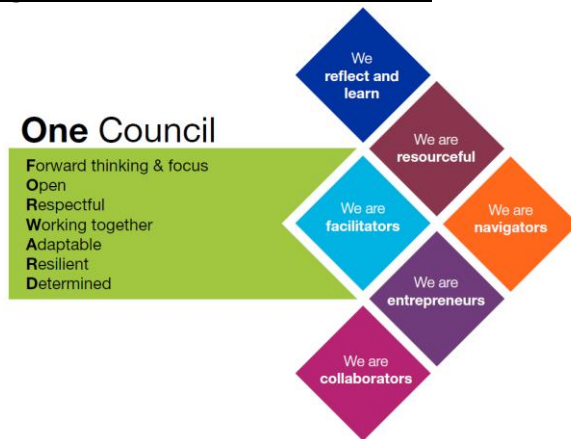 One Council
Forward thinking & focus
Open
Respectful
Working together
Adaptable
Resilient
Determined
We
reflect and
learn
We are
resourceful
We are
facilitators
We are
navigators
We are
entrepreneurs
We are
collaborators